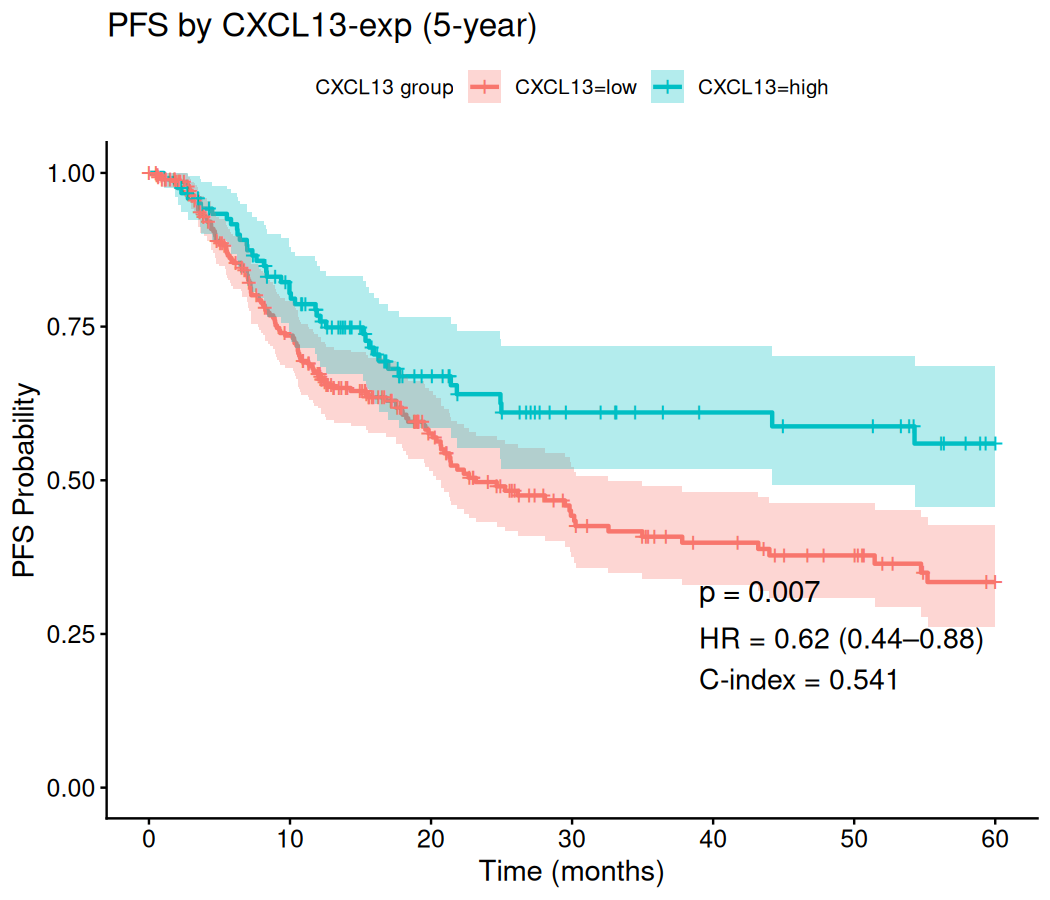 PFS by CXCL13-exp (5-year)
CXCL13 group CXCL13=low CXCL13=high
1.00
0.75
0.50
0.25
0.00
PFS Probability
p = 0.007
HR = 0.62 (0.44–0.88)
C-index = 0.541
0 10 20 30 40 50 60
Time (months)